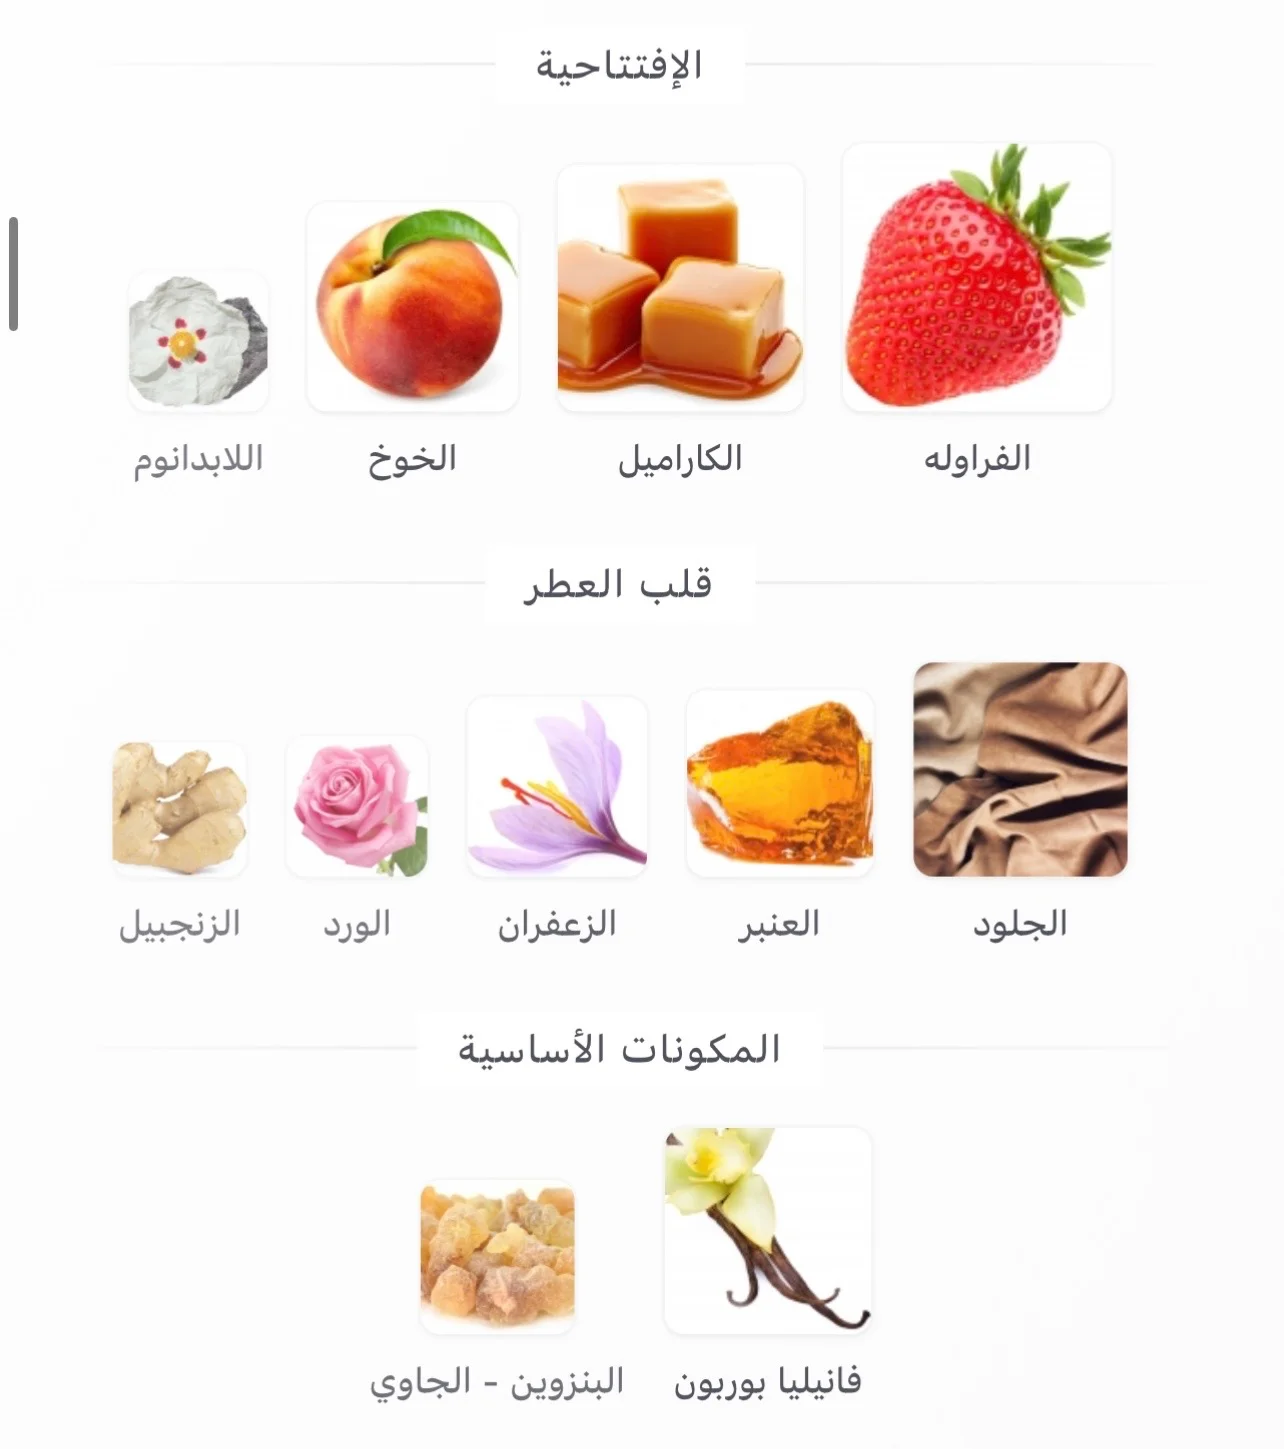 الإفتتاحية
الفراوله الكاراميل الخوخ اللابدانوم
قلب العطر
الجلود العنبر الزعفران الورد الزنجبيل
المكونات الأساسية
فانيليا بوربون البنزوين - الجاوي